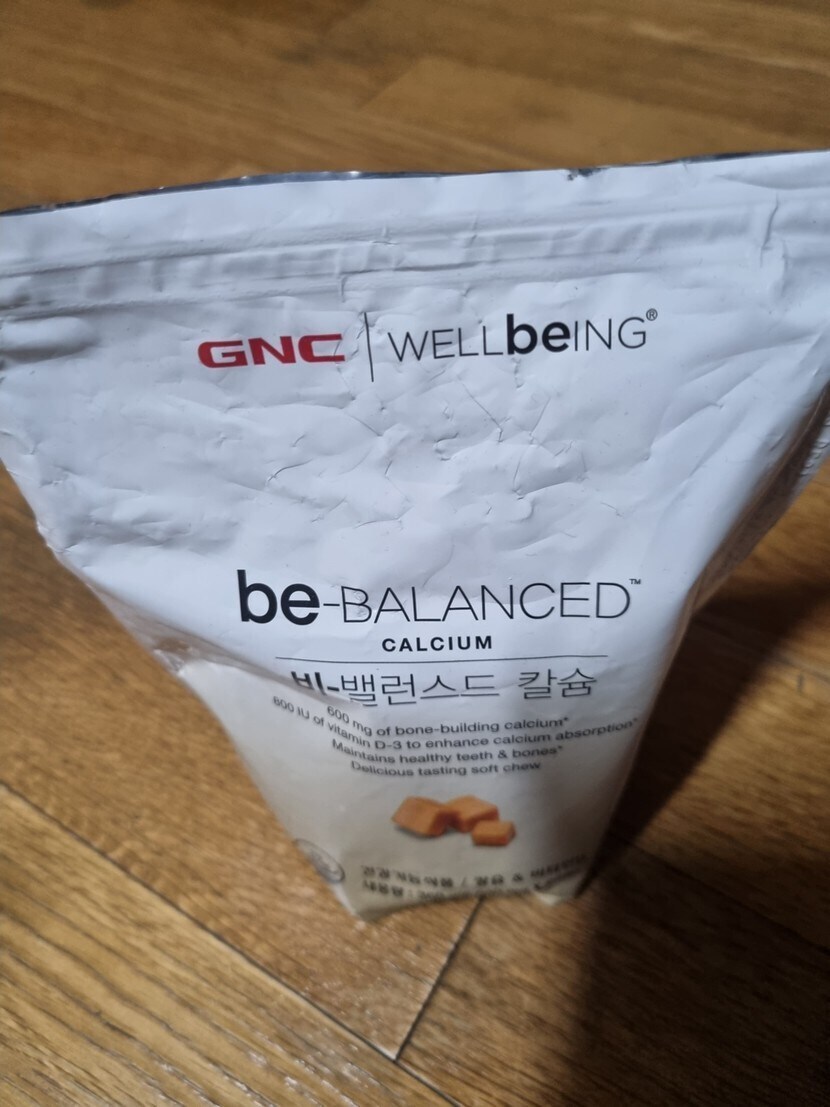 GNC | WELLbeING®
be-BALANCED™
CALCIUM
비-밸런스드 칼슘
600 mg of bone-building calcium*
600 IU of vitamin D-3 to enhance calcium absorption*
Maintains healthy teeth & bones*
Delicious tasting soft chew